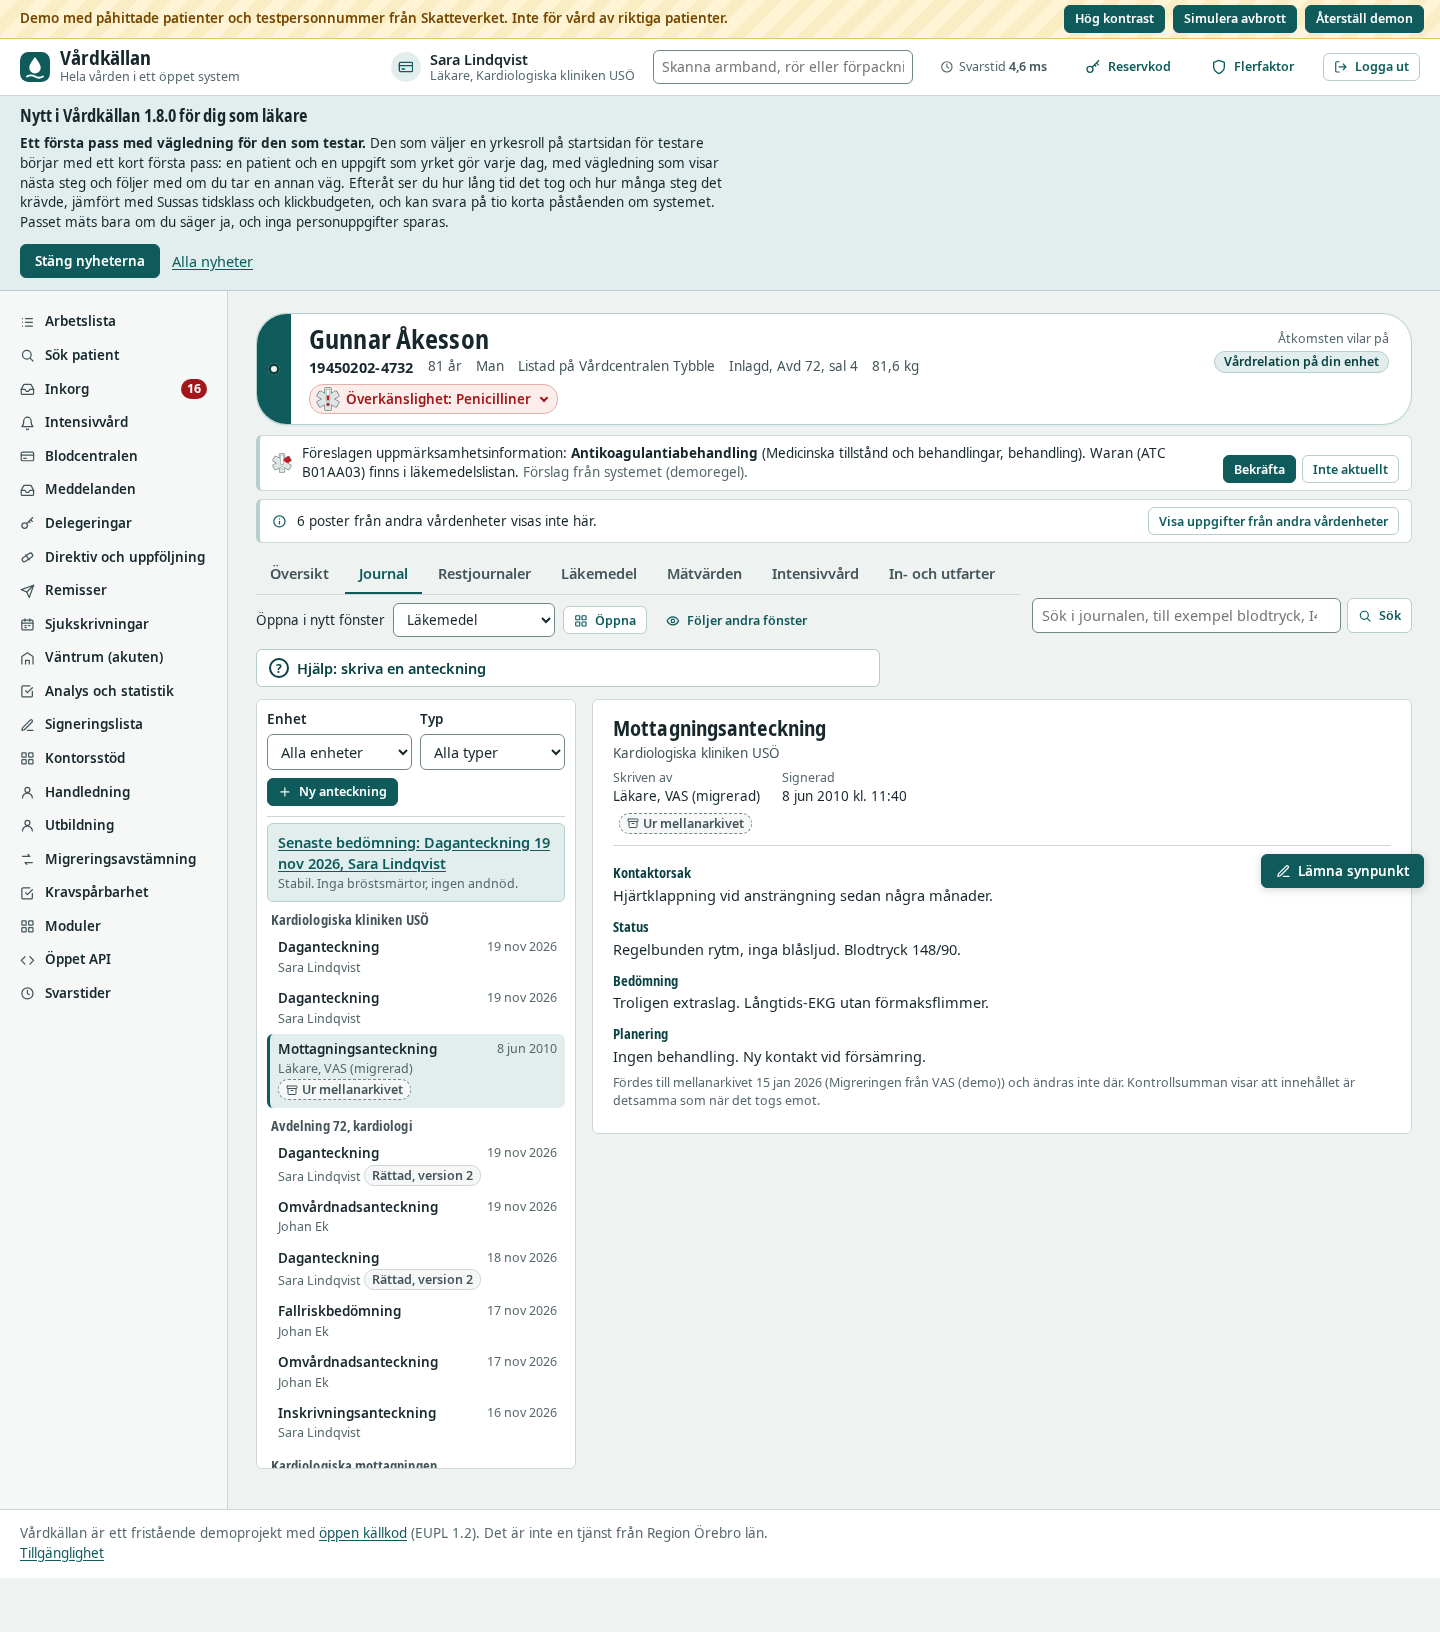 Demo med påhittade patienter och testpersonnummer från Skatteverket. Inte för vård av riktiga patienter.
Hög kontrast
Simulera avbrott
Återställ demon
Vårdkällan
Hela vården i ett öppet system
Sara Lindqvist
Läkare, Kardiologiska kliniken USÖ
Skanna armband, rör eller förpackni
Svarstid 4,6 ms
Reservkod
Flerfaktor
Logga ut
Nytt i Vårdkällan 1.8.0 för dig som läkare
Ett första pass med vägledning för den som testar. Den som väljer en yrkesroll på startsidan för testare
börjar med ett kort första pass: en patient och en uppgift som yrket gör varje dag, med vägledning som visar
nästa steg och följer med om du tar en annan väg. Efteråt ser du hur lång tid det tog och hur många steg det
krävde, jämfört med Sussas tidsklass och klickbudgeten, och kan svara på tio korta påståenden om systemet.
Passet mäts bara om du säger ja, och inga personuppgifter sparas.
Stäng nyheterna
Alla nyheter
Arbetslista
Sök patient
Inkorg 16
Intensivvård
Blodcentralen
Meddelanden
Delegeringar
Direktiv och uppföljning
Remisser
Sjukskrivningar
Väntrum (akuten)
Analys och statistik
Signeringslista
Kontorsstöd
Handledning
Utbildning
Migreringsavstämning
Kravspårbarhet
Moduler
Öppet API
Svarstider
Gunnar Åkesson
19450202-4732 81 år Man Listad på Vårdcentralen Tybble Inlagd, Avd 72, sal 4 81,6 kg
Överkänslighet: Penicilliner
Åtkomsten vilar på
Vårdrelation på din enhet
Föreslagen uppmärksamhetsinformation: Antikoagulantiabehandling (Medicinska tillstånd och behandlingar, behandling). Waran (ATC
B01AA03) finns i läkemedelslistan. Förslag från systemet (demoregel).
Bekräfta
Inte aktuellt
6 poster från andra vårdenheter visas inte här.
Visa uppgifter från andra vårdenheter
Översikt
Journal
Restjournaler
Läkemedel
Mätvärden
Intensivvård
In- och utfarter
Öppna i nytt fönster
Läkemedel
Öppna
Följer andra fönster
Sök i journalen, till exempel blodtryck, I4
Sök
? Hjälp: skriva en anteckning
Enhet
Typ
Alla enheter
Alla typer
Ny anteckning
Senaste bedömning: Daganteckning 19
nov 2026, Sara Lindqvist
Stabil. Inga bröstsmärtor, ingen andnöd.
Kardiologiska kliniken USÖ
Daganteckning 19 nov 2026
Sara Lindqvist
Daganteckning 19 nov 2026
Sara Lindqvist
Mottagningsanteckning 8 jun 2010
Läkare, VAS (migrerad)
Ur mellanarkivet
Avdelning 72, kardiologi
Daganteckning 19 nov 2026
Sara Lindqvist Rättad, version 2
Omvårdnadsanteckning 19 nov 2026
Johan Ek
Daganteckning 18 nov 2026
Sara Lindqvist Rättad, version 2
Fallriskbedömning 17 nov 2026
Johan Ek
Omvårdnadsanteckning 17 nov 2026
Johan Ek
Inskrivningsanteckning 16 nov 2026
Sara Lindqvist
Kardiologiska mottagningen
Mottagningsanteckning
Kardiologiska kliniken USÖ
Skriven av
Läkare, VAS (migrerad)
Signerad
8 jun 2010 kl. 11:40
Ur mellanarkivet
Kontaktorsak
Hjärtklappning vid ansträngning sedan några månader.
Status
Regelbunden rytm, inga blåsljud. Blodtryck 148/90.
Bedömning
Troligen extraslag. Långtids-EKG utan förmaksflimmer.
Planering
Ingen behandling. Ny kontakt vid försämring.
Fördes till mellanarkivet 15 jan 2026 (Migreringen från VAS (demo)) och ändras inte där. Kontrollsumman visar att innehållet är
detsamma som när det togs emot.
Lämna synpunkt
Vårdkällan är ett fristående demoprojekt med öppen källkod (EUPL 1.2). Det är inte en tjänst från Region Örebro län.
Tillgänglighet